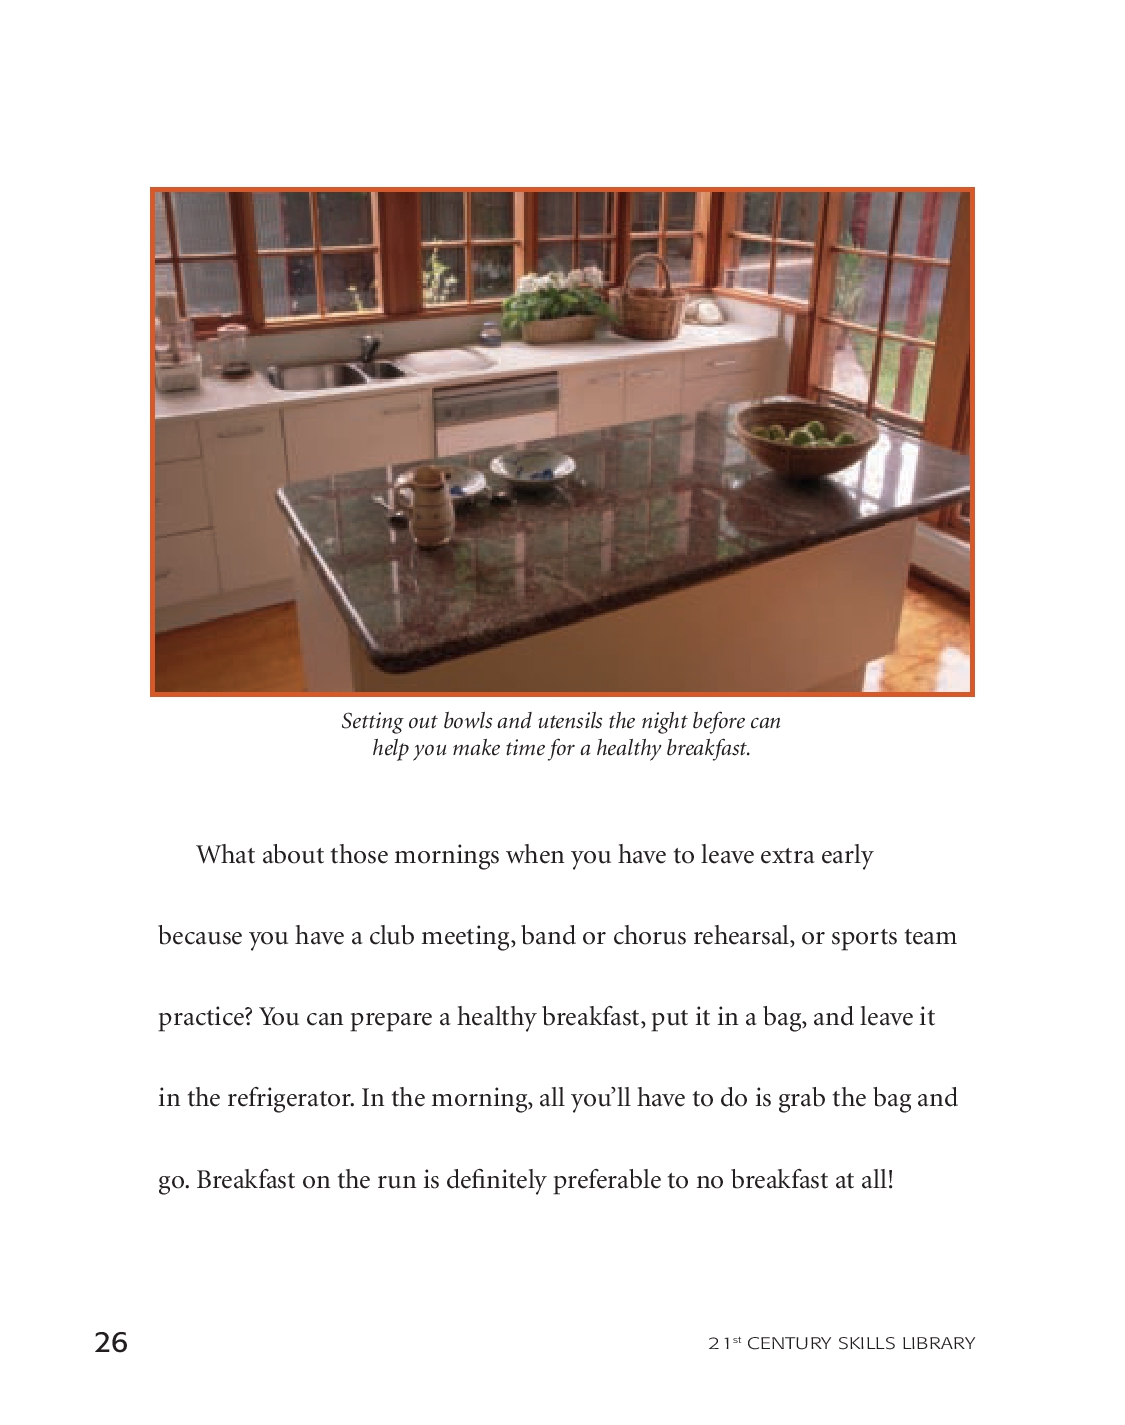 Setting out bowls and utensils the night before can
help you make time for a healthy breakfast.
What about those mornings when you have to leave extra early
because you have a club meeting, band or chorus rehearsal, or sports team
practice? You can prepare a healthy breakfast, put it in a bag, and leave it
in the refrigerator. In the morning, all you’ll have to do is grab the bag and
go. Breakfast on the run is definitely preferable to no breakfast at all!
26
21st CENTURY SKILLS LIBRARY